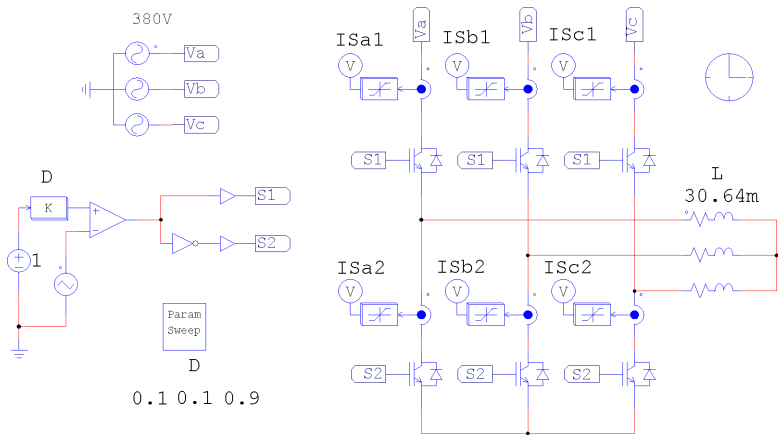 380V
Va
Vb
Vc
D
K
1
S1
S2
Param
Sweep
D
0.1 0.1 0.9
Va
Vb
Vc
ISa1
ISb1
ISc1
V
V
V
S1
S1
S1
L
30.64m
ISa2
ISb2
ISc2
V
V
V
S2
S2
S2